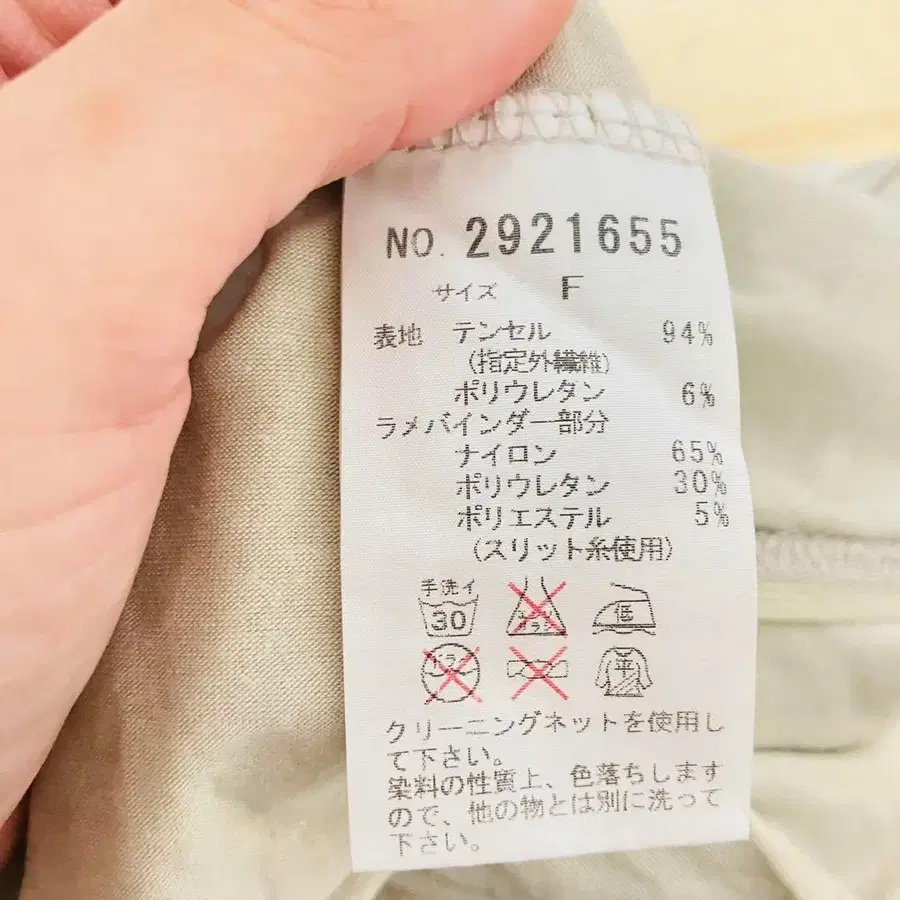 NO. 2921655
サイズ F
表地 テンセル 94%
(指定外繊維)
ポリウレタン 6%
ラメバインダー部分
ナイロン 65%
ポリウレタン 30%
ポリエステル 5%
(スリット糸使用)
手洗イ
30
低
ドライ
平
クリーニングネットを使用し
て下さい。
染料の性質上、色落ちします
ので、他の物とは別に洗って
下さい。